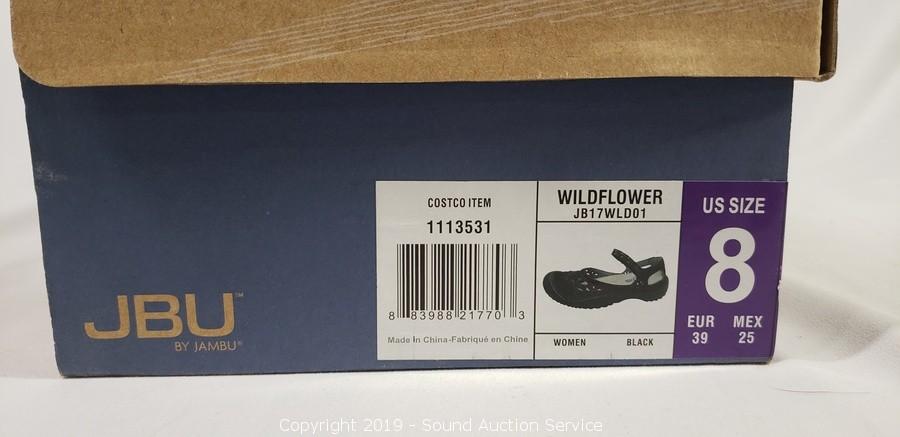 JBU™
BY JAMBU®
COSTCO ITEM
1113531
8 83988 21770 3
Made in China-Fabriqué en Chine
WILDFLOWER
JB17WLD01
WOMEN BLACK
US SIZE
8
EUR MEX
39 25
Copyright 2019 - Sound Auction Service